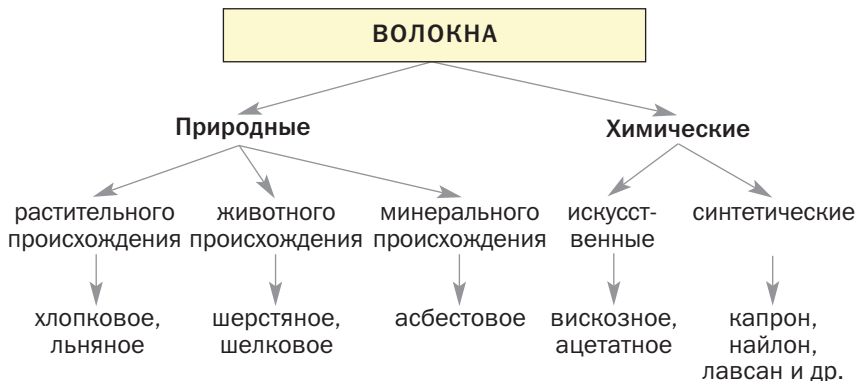 ВОЛОКНА
Природные
Химические
растительного
происхождения
животного
происхождения
минерального
происхождения
искусст-
венные
синтетические
хлопковое,
льняное
шерстяное,
шелковое
асбестовое
вискозное,
ацетатное
капрон,
найлон,
лавсан и др.